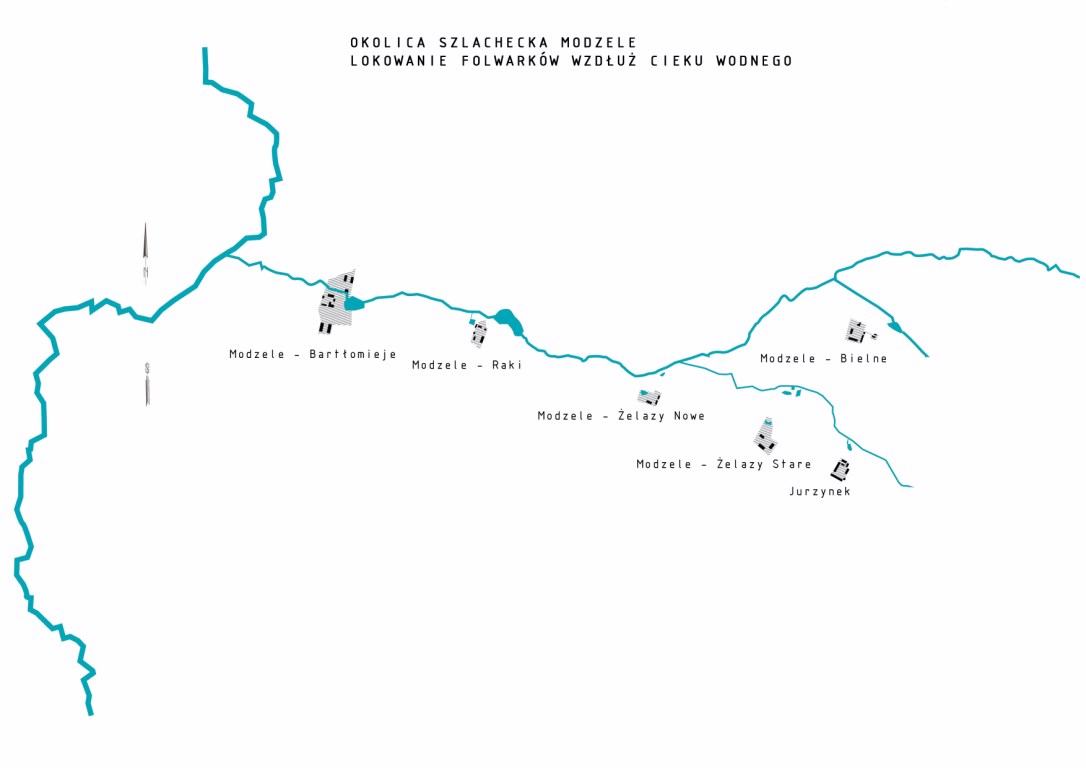 OKOLICA SZLACHECKA MODZELE
LOKOWANIE FOLWARKÓW WZDŁUŻ CIEKU WODNEGO
N
Modzele - Bartłomieje
Modzele - Raki
Modzele - Bielne
Modzele - Żelazy Nowe
Modzele - Żelazy Stare
Jurzynek